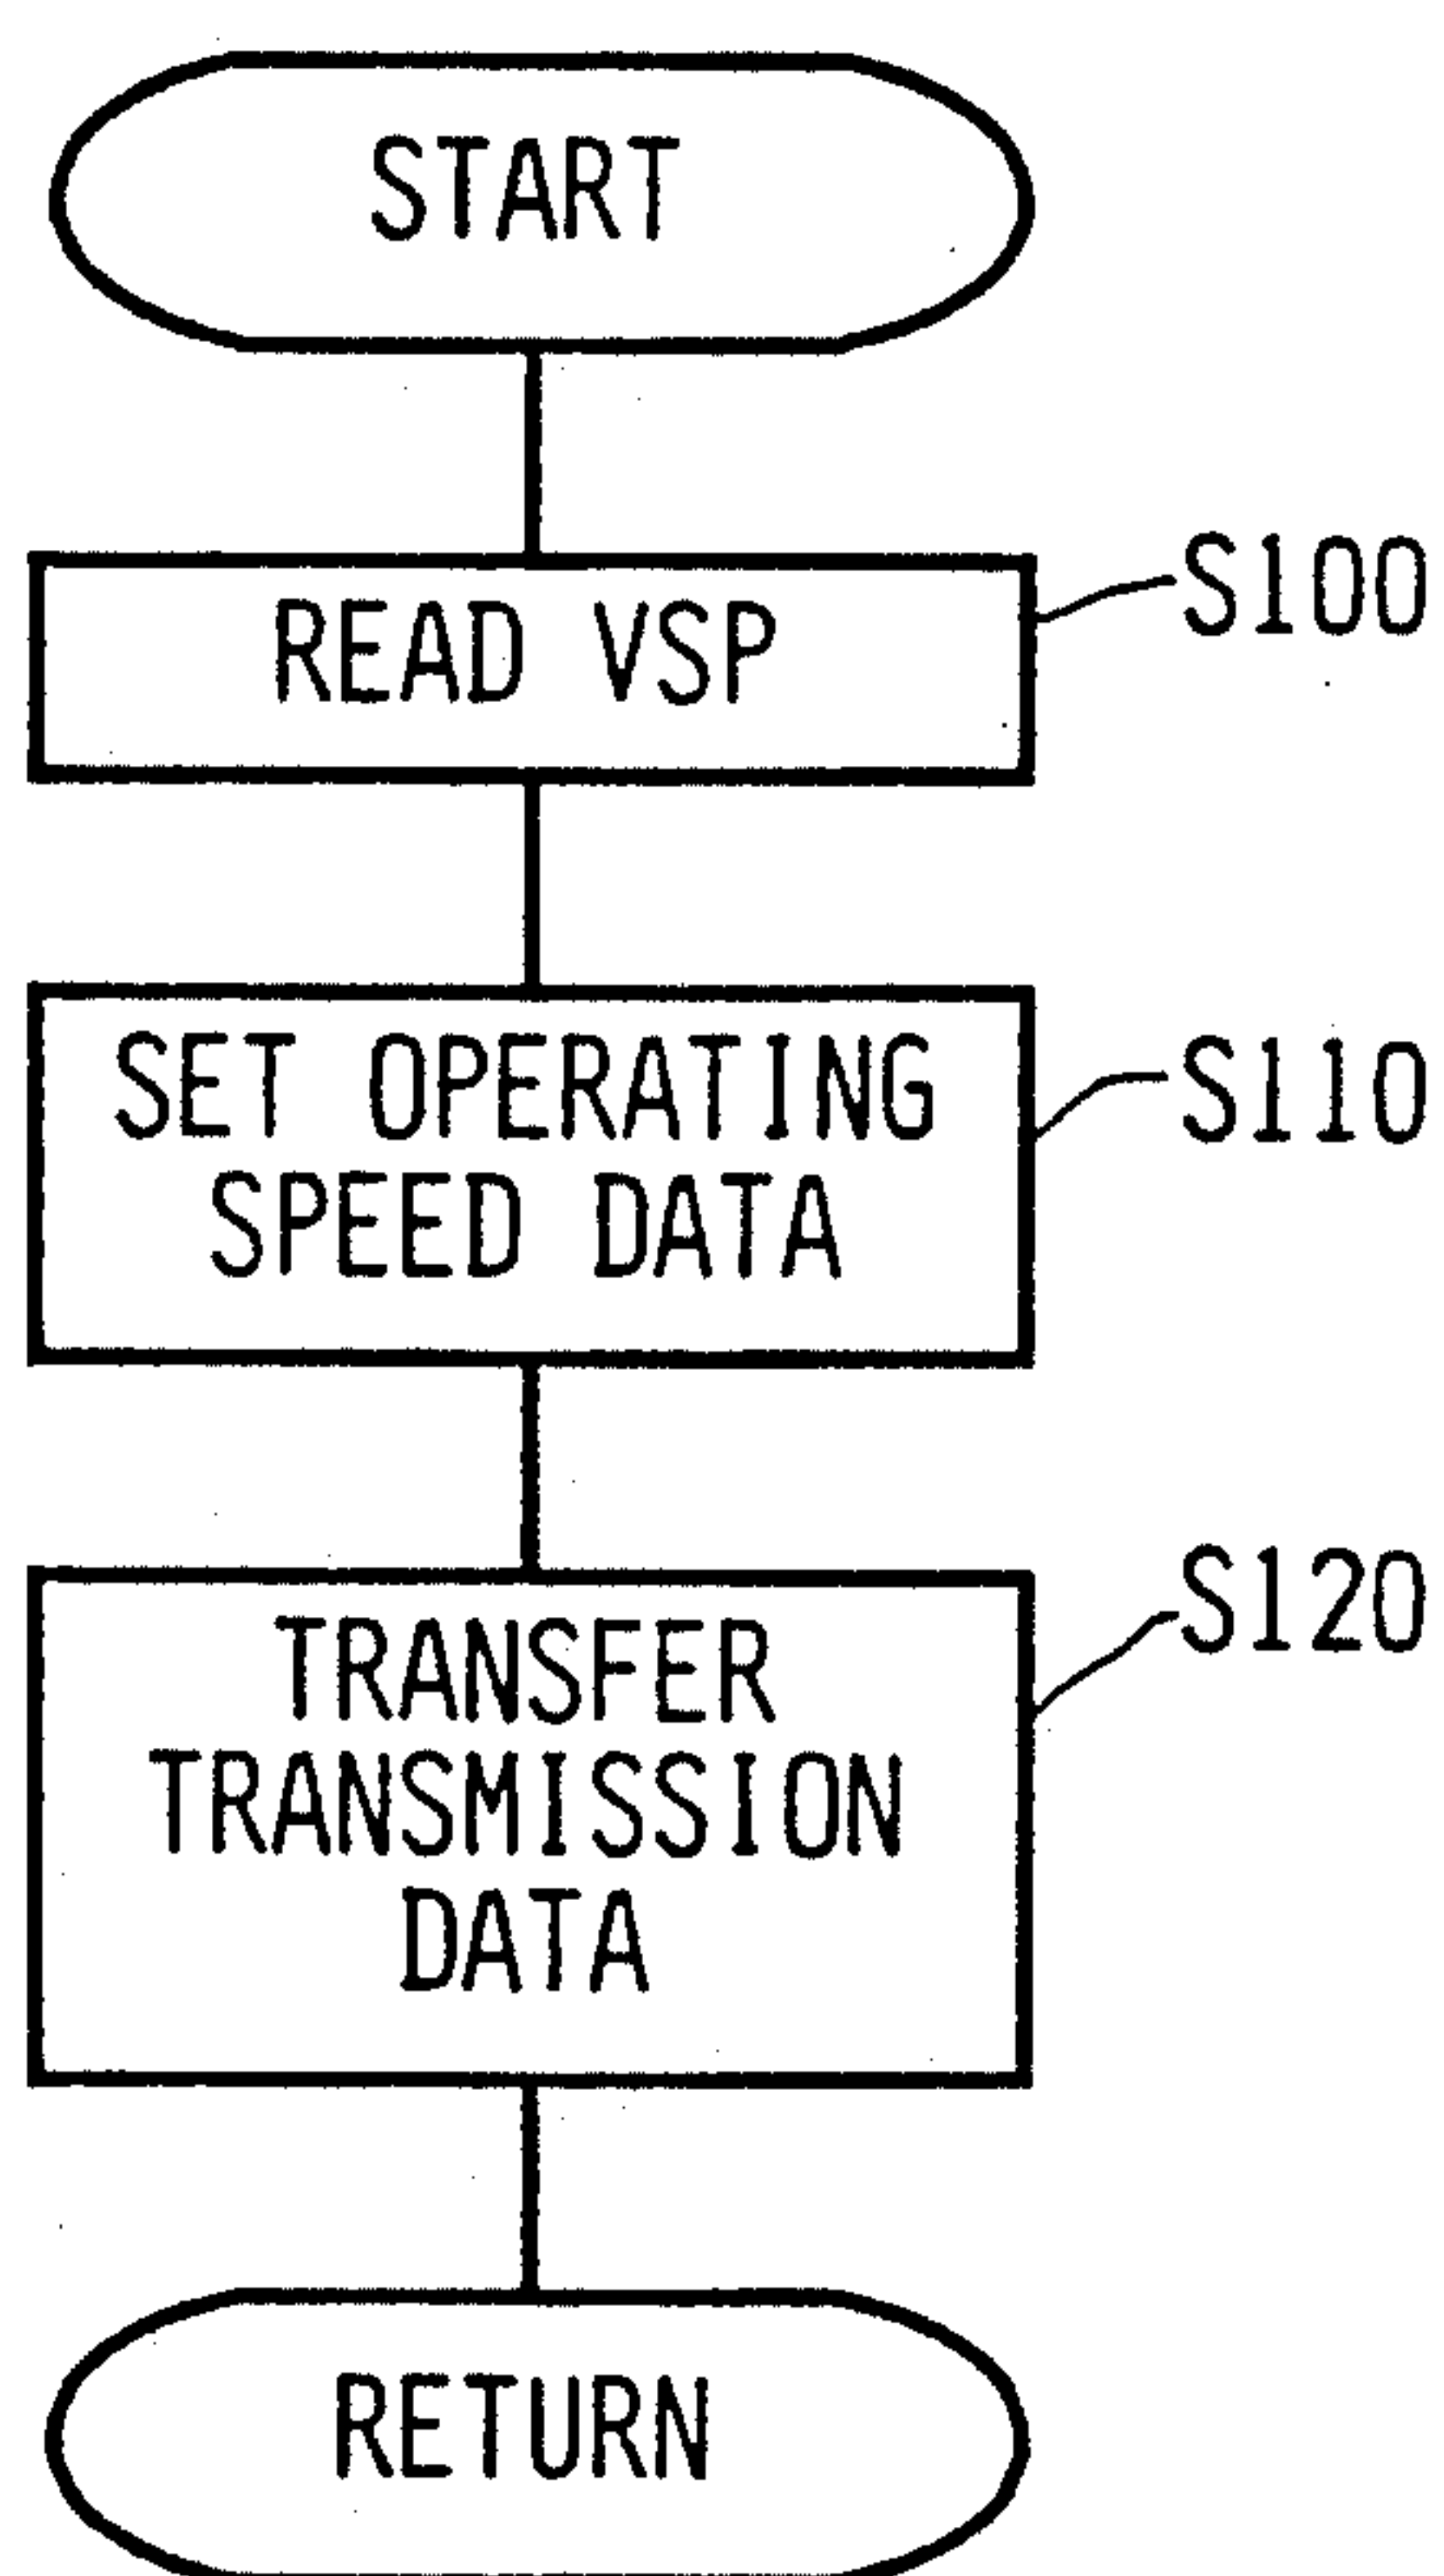 START
READ VSP
S100
SET OPERATING
SPEED DATA
S110
TRANSFER
TRANSMISSION
DATA
S120
RETURN